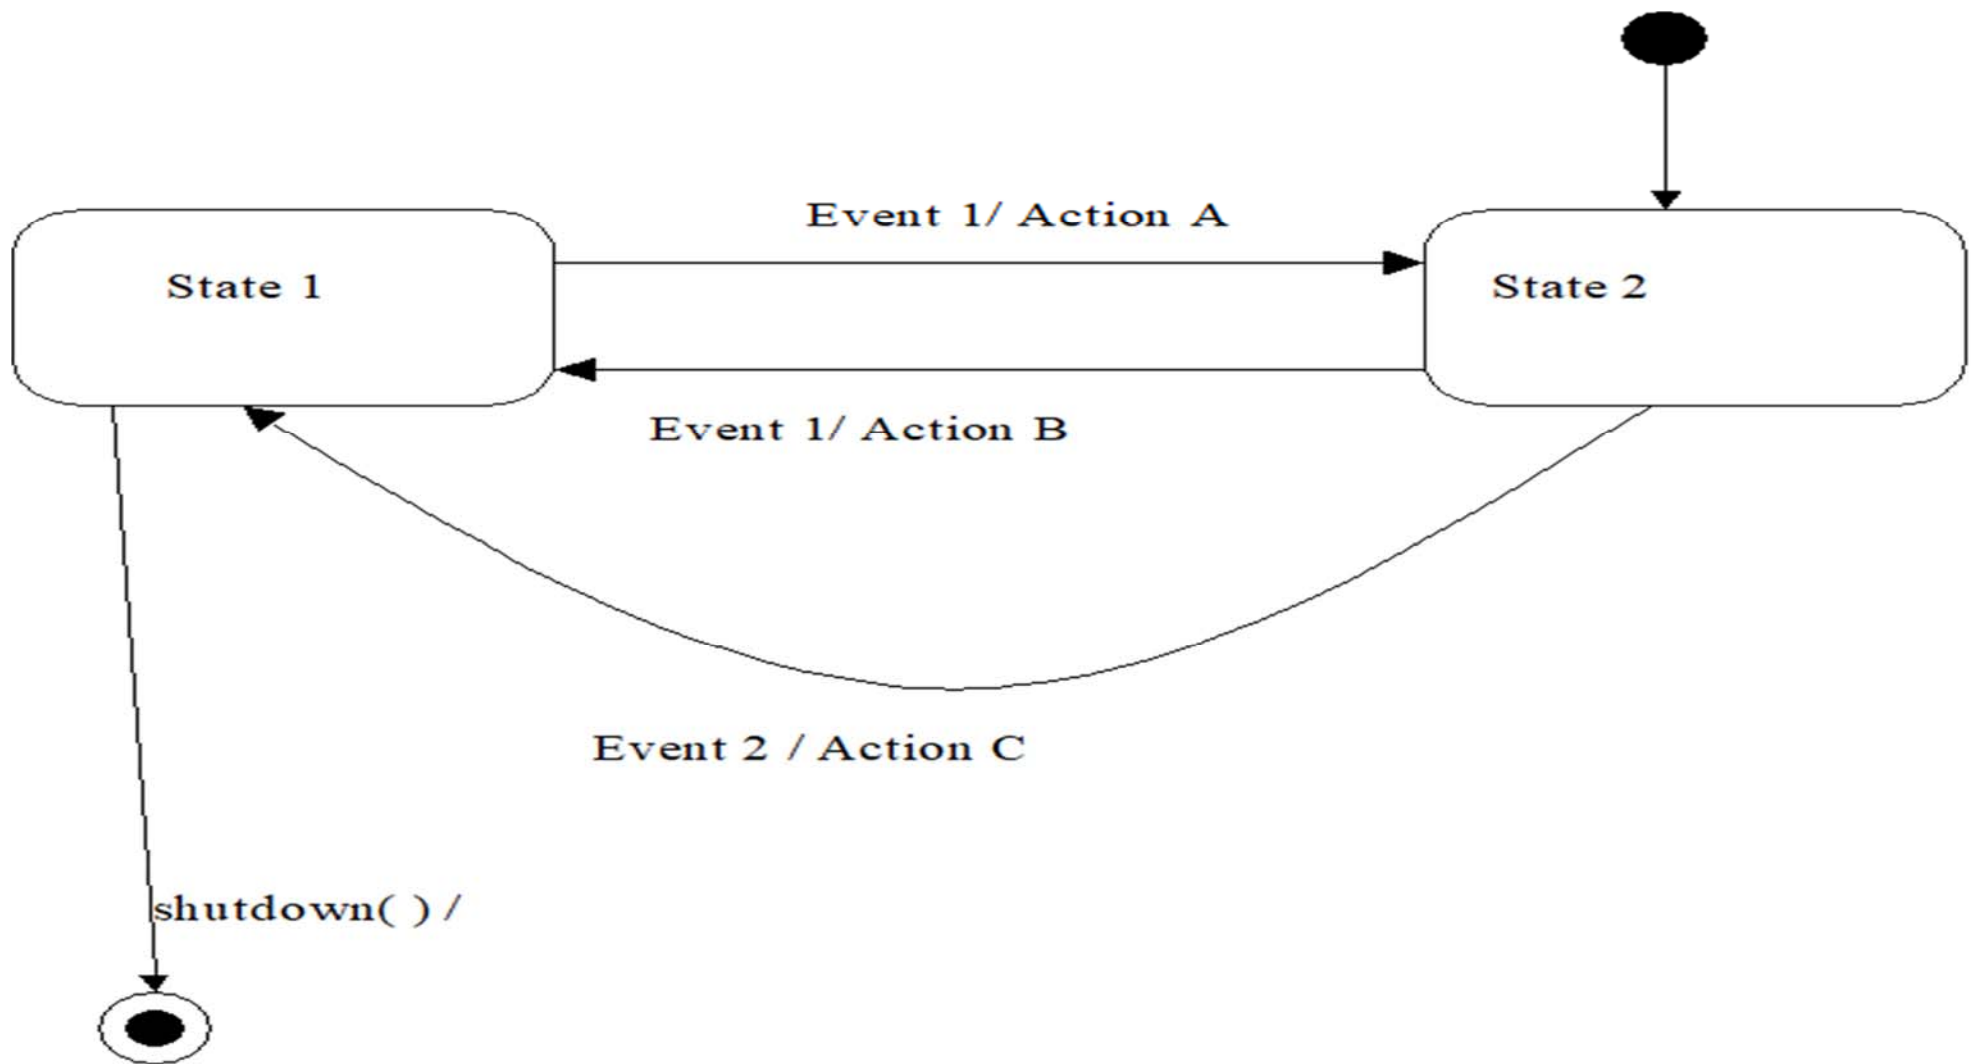 Event 1/ Action A
State 1
State 2
Event 1/ Action B
Event 2 / Action C
shutdown( ) /